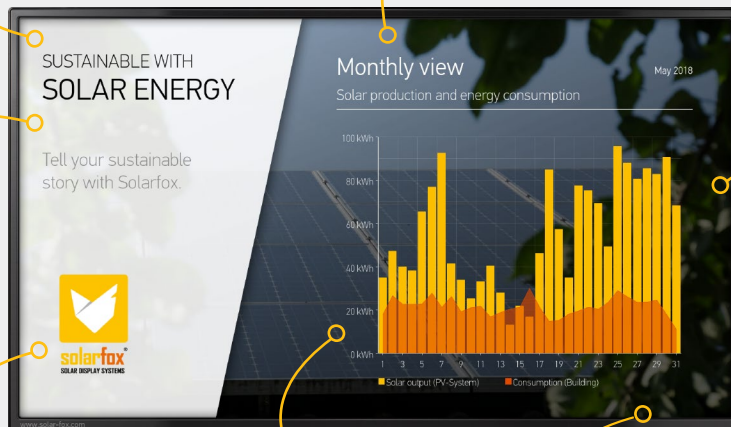 SUSTAINABLE WITH
SOLAR ENERGY
Tell your sustainable
story with Solarfox.
solarfox®
SOLAR DISPLAY SYSTEMS
www.solar-fox.com
Monthly view
May 2018
Solar production and energy consumption
100 kWh
80 kWh
60 kWh
40 kWh
20 kWh
0 kWh
1 3 5 7 9 11 13 15 17 19 21 23 25 27 29 31
Solar output (PV-System) Consumption (Building)